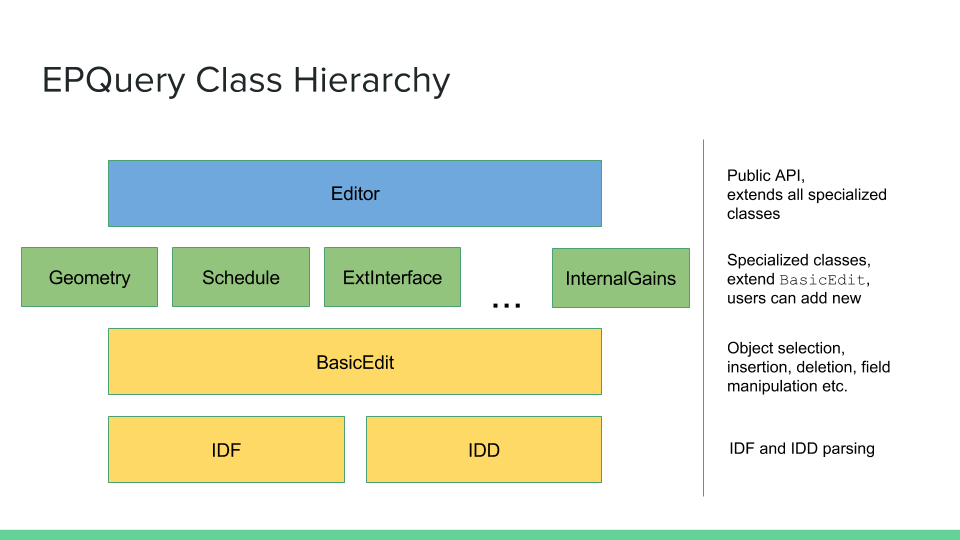 EPQuery Class Hierarchy
Editor
Public API,
extends all specialized
classes
Geometry
Schedule
ExtInterface
...
InternalGains
Specialized classes,
extend BasicEdit,
users can add new
BasicEdit
Object selection,
insertion, deletion, field
manipulation etc.
IDF
IDD
IDF and IDD parsing